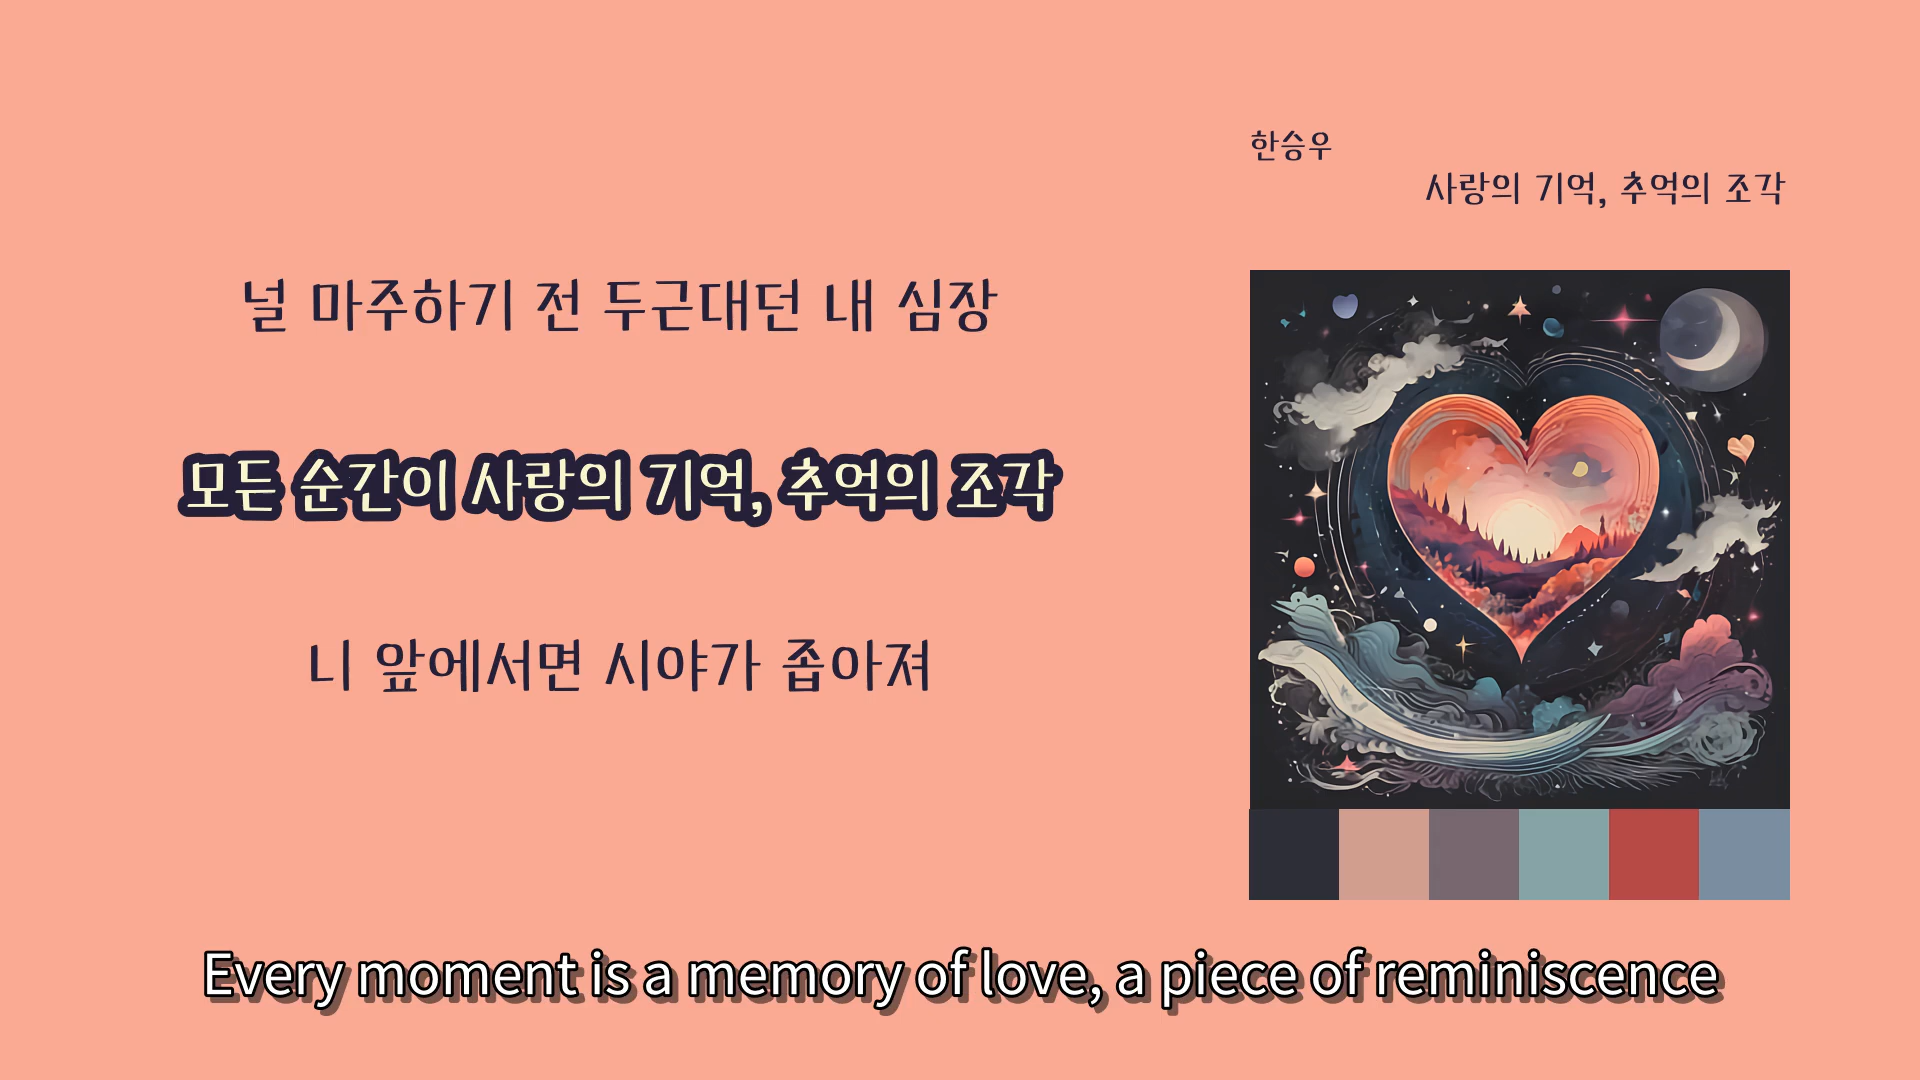 한승우
사랑의 기억, 추억의 조각
널 마주하기 전 두근대던 내 심장
모든 순간이 사랑의 기억, 추억의 조각
니 앞에서면 시야가 좁아져
Every moment is a memory of love, a piece of reminiscence